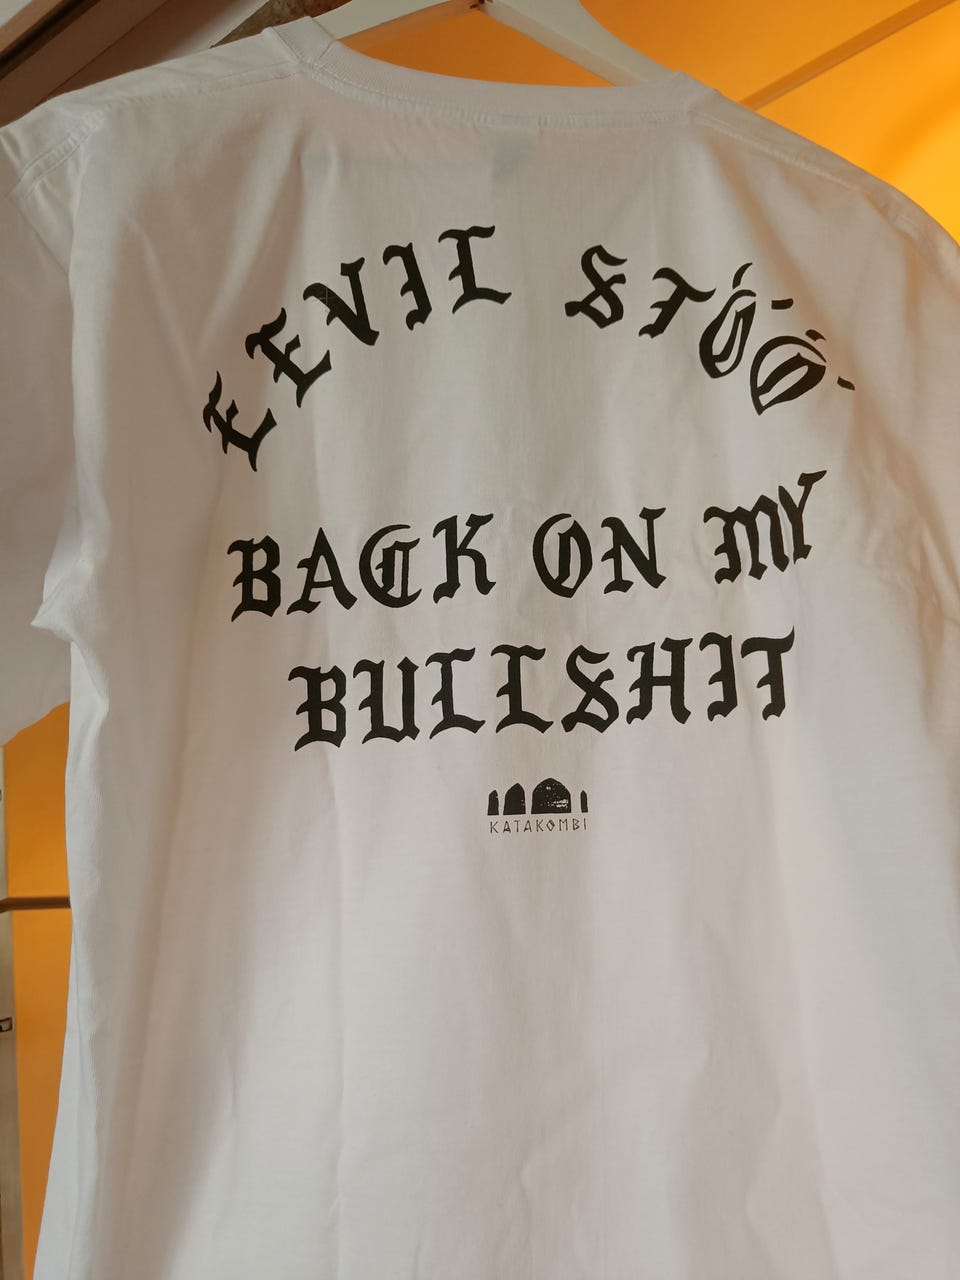 EEVIL STÖÖ
BACK ON MY
BULLSHIT
KATAKOMBI